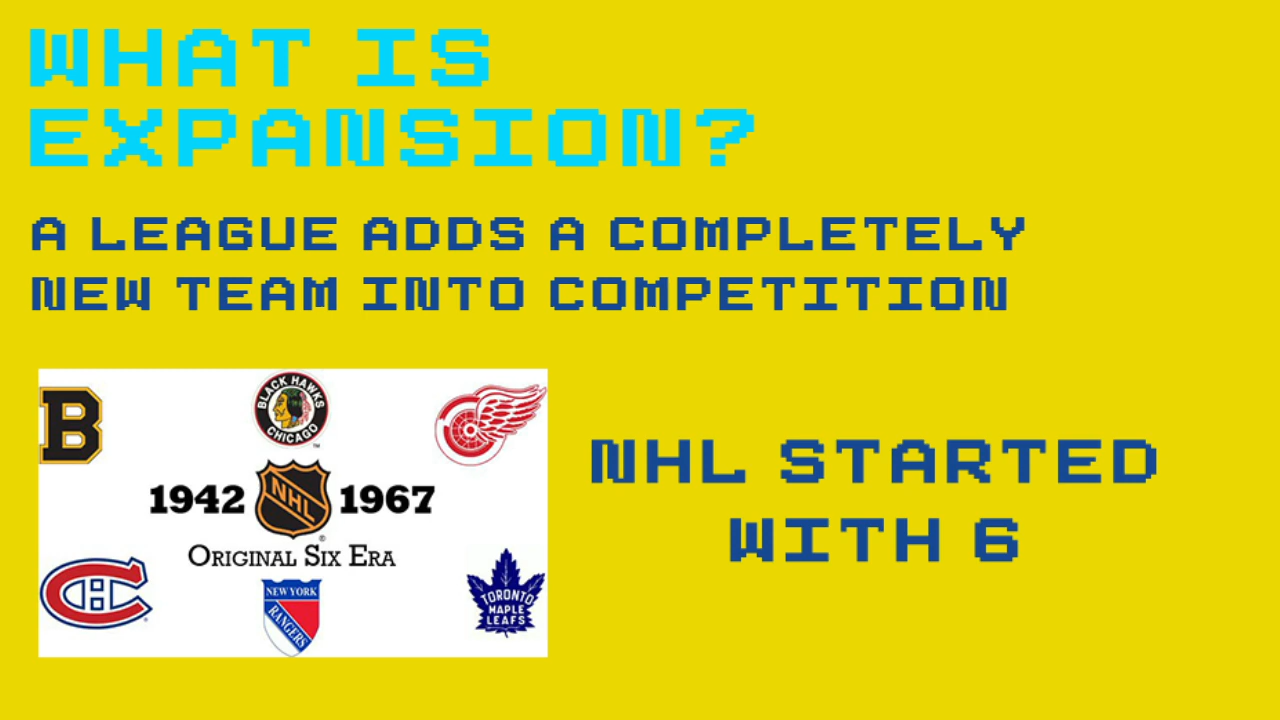 WHAT IS
EXPANSION?
A LEAGUE ADDS A COMPLETELY
NEW TEAM INTO COMPETITION
B
BLACK HAWKS
CHICAGO
™
1942 NHL 1967
®
ORIGINAL SIX ERA
C H
®
NEW YORK
RANGERS
TORONTO
MAPLE
LEAFS
NHL STARTED
WITH 6